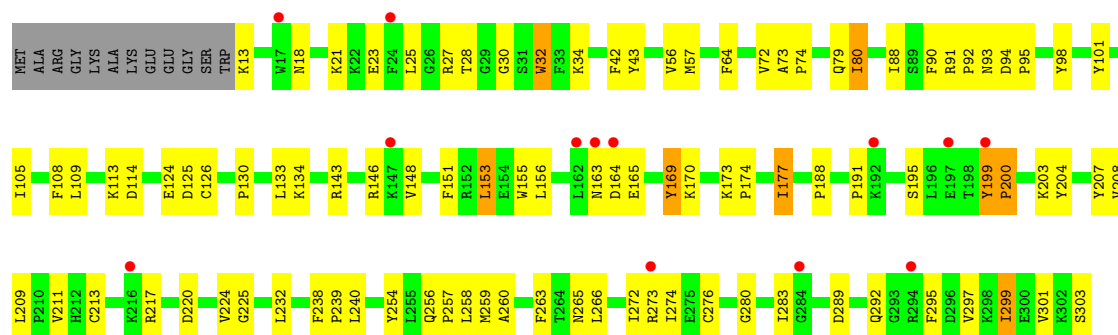 MET ALA ARG GLY LYS ALA LYS GLU GLU GLY SER TRP K13 W17 N18 K21 K22 E23 F24 L25 G26 R27 T28 G29 G30 S31 W32 F33 K34 F42 Y43 V56 M57 F64 V72 A73 P74 Q79 I80 I88 S89 F90 R91 P92 N93 D94 P95 Y98 Y101
I105 F108 L109 K113 D114 E124 D125 C126 P130 L133 K134 R143 R146 K147 V148 F151 R152 L153 E154 W155 L156 L162 N163 D164 E165 Y169 K170 K173 P174 I177 P188 P191 K192 S195 L196 E197 T198 Y199 P200 K203 Y204 Y207 V208
L209 P210 V211 H212 C213 K216 R217 D220 V224 G225 L232 F238 P239 L240 Y254 L255 Q256 P257 L258 M259 A260 F263 T264 N265 L266 I272 R273 I274 E275 C276 G280 I283 G284 D289 Q292 G293 R294 F295 D296 V297 K298 I299 E300 V301 K302 S303